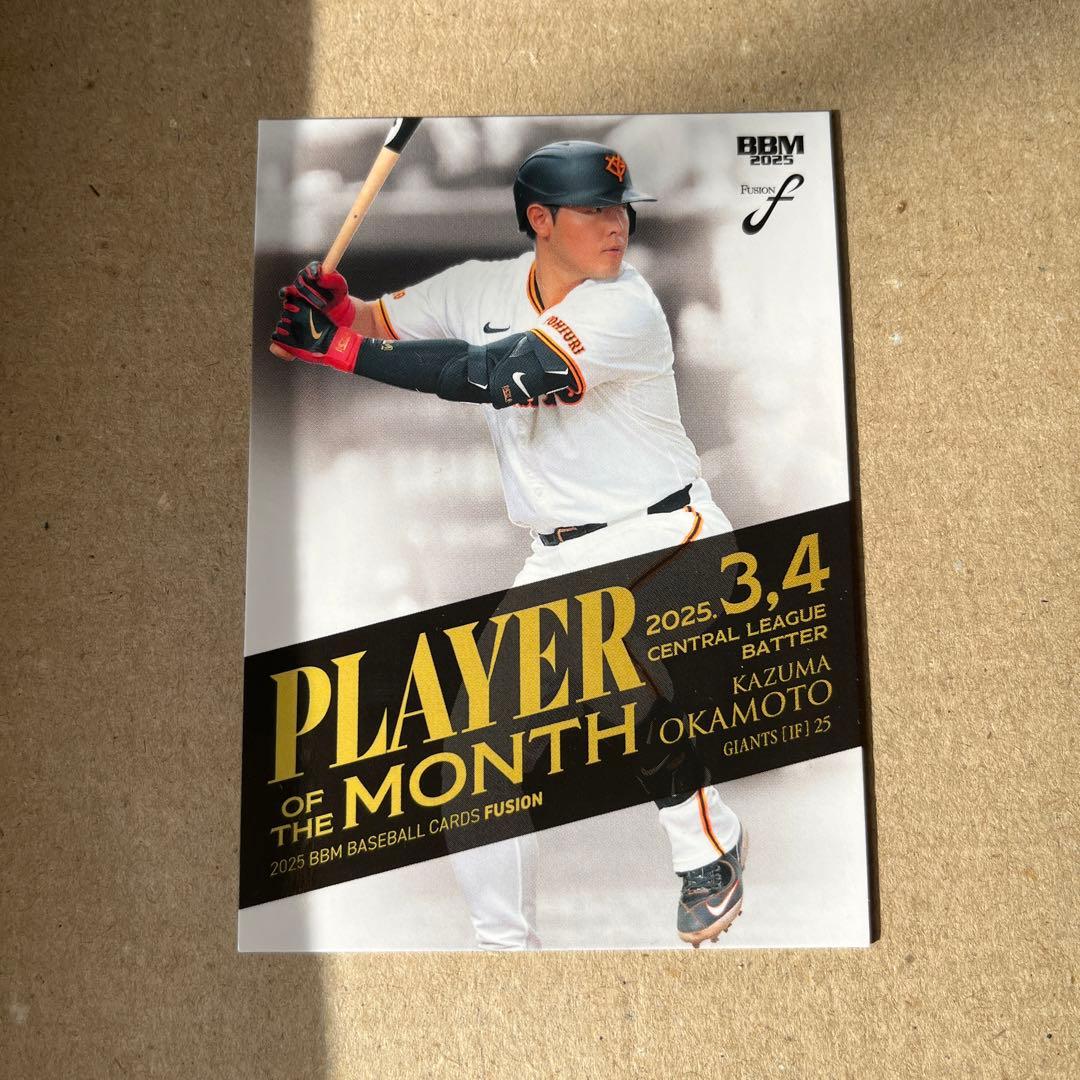 BBM
2025
FUSION
f
YOMIURI
PLAYER
OF
THE MONTH
2025.3,4
CENTRAL LEAGUE
BATTER
KAZUMA
OKAMOTO
GIANTS [IF] 25
2025 BBM BASEBALL CARDS FUSION